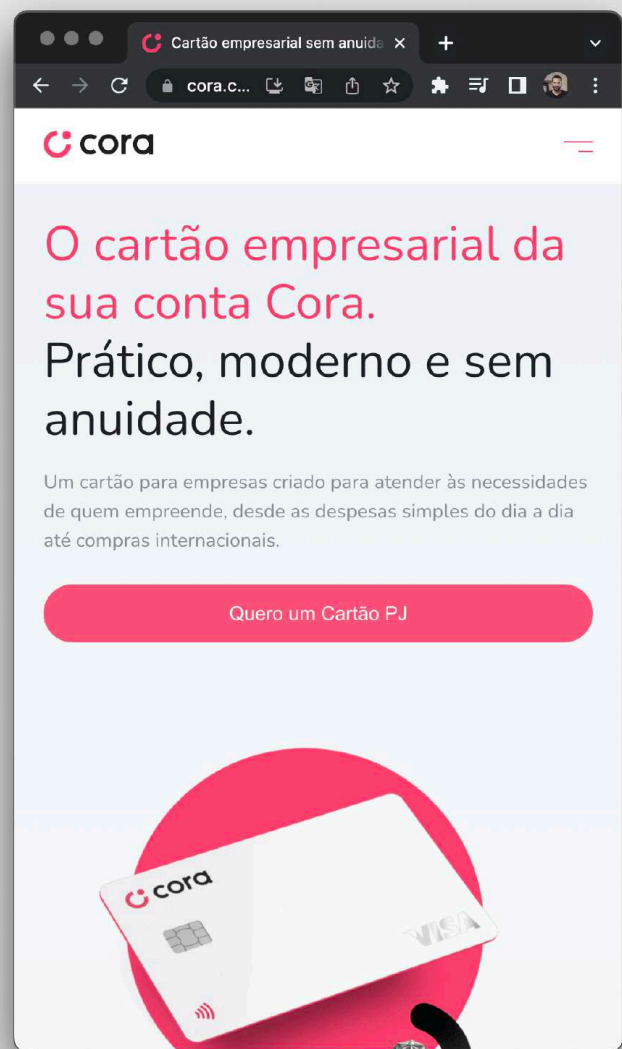 Cartão empresarial sem anuida
cora.c...
cora
O cartão empresarial da
sua conta Cora.
Prático, moderno e sem
anuidade.
Um cartão para empresas criado para atender às necessidades
de quem empreende, desde as despesas simples do dia a dia
até compras internacionais.
Quero um Cartão PJ
cora
VISA